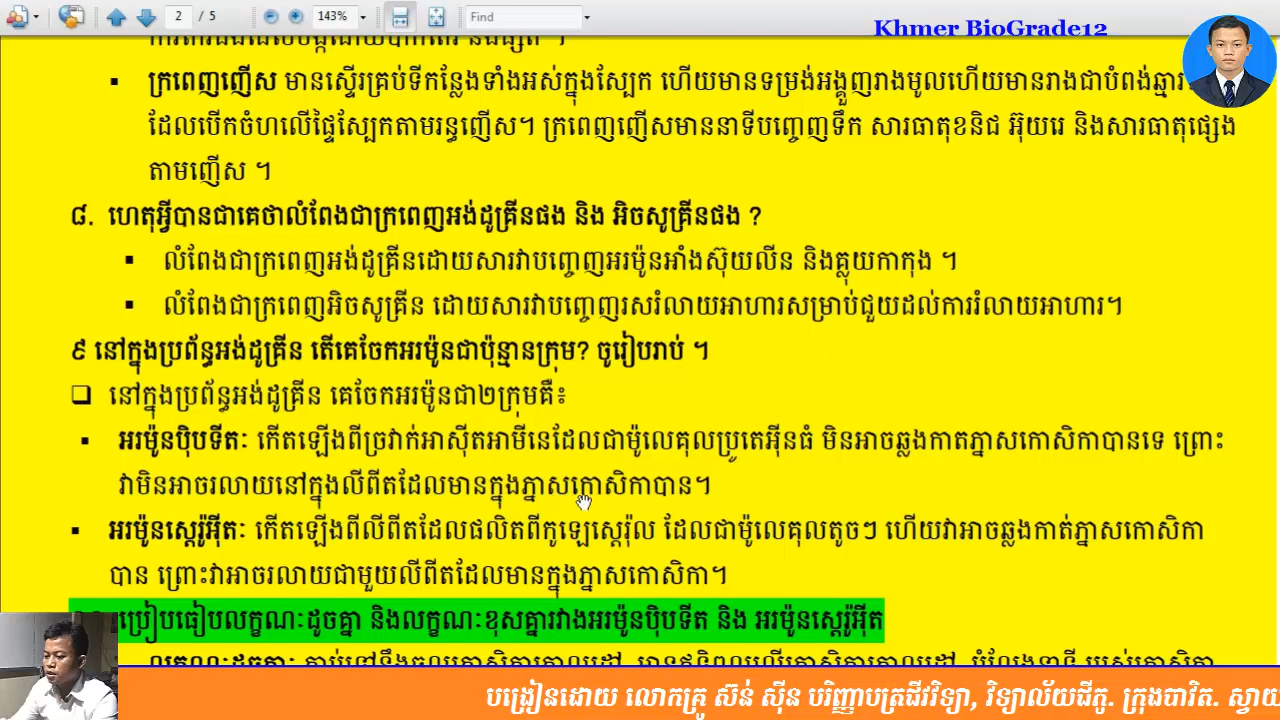 2 / 5
143%
Find
Khmer BioGrade12
▪ ក្រពេញញើស មានស្ទើរគ្រប់ទីកន្លែងទាំងអស់ក្នុងស្បែក ហើយមានទម្រង់អង្គញរាងមូលហើយមានរាងជាបំពង់ឆ្មារ
ដែលបើកចំហលើផ្ទៃស្បែកតាមរន្ធញើស។ ក្រពេញញើសមាននាទីបញ្ចេញទឹក សារធាតុខនិជ អ៊ុយរេ និងសារធាតុផ្សេង
តាមញើស ។
៨. ហេតុអ្វីបានជាគេថាលំពែងជាក្រពេញអង់ដូគ្រីនផង និង អិចសូគ្រីនផង ?
▪ លំពែងជាក្រពេញអង់ដូគ្រីនដោយសារវាបញ្ចេញអរម៉ូនអាំងស៊ុយលីន និងគ្លុយកាកុង ។
▪ លំពែងជាក្រពេញអិចសូគ្រីន ដោយសារវាបញ្ចេញរសរំលាយអាហារសម្រាប់ជួយដល់ការរំលាយអាហារ។
៩ នៅក្នុងប្រព័ន្ធអង់ដូគ្រីន តើគេចែកអរម៉ូនជាប៉ុន្មានក្រុម? ចូរៀបរាប់ ។
❑ នៅក្នុងប្រព័ន្ធអង់ដូគ្រីន គេចែកអរម៉ូនជា២ក្រុមគឺ៖
▪ អរម៉ូនប៉ិបទីតៈ កើតឡើងពីច្រវាក់អាស៊ីតអាមីនេដែលជាម៉ូលេគុលប្រូតេអ៊ីនធំ មិនអាចឆ្លងកាតភ្នាសកោសិកាបានទេ ព្រោះ
វាមិនអាចរលាយនៅក្នុងលីពីតដែលមានក្នុងភ្នាសកោសិកាបាន។
▪ អរម៉ូនស្តេរ៉ូអ៊ីតៈ កើតឡើងពីលីពីតដែលផលិតពីកូឡេស្តេរ៉ុល ដែលជាម៉ូលេគុលតូចៗ ហើយវាអាចឆ្លងកាត់ភ្នាសកោសិកា
បាន ព្រោះវាអាចរលាយជាមួយលីពីតដែលមានក្នុងភ្នាសកោសិកា។
ប្រៀបធៀបលក្ខណៈដូចគ្នា និងលក្ខណៈខុសគ្នារវាងអរម៉ូនប៉ិបទីត និង អរម៉ូនស្តេរ៉ូអ៊ីត
បង្រៀនដោយ លោកគ្រូ ស៊ន់ ស៊ីន បរិញ្ញាបត្រជីវវិទ្យា, វិទ្យាល័យជីភូ. ក្រុងបាវិត. ស្វាយ